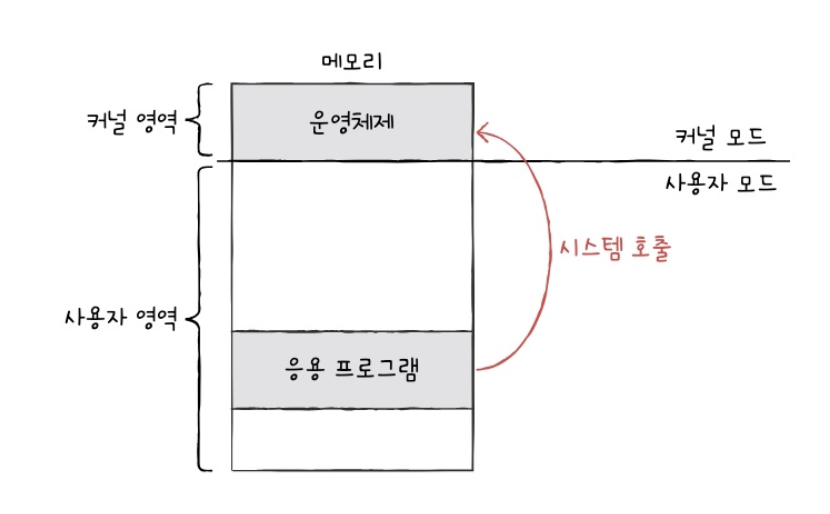 메모리
커널 영역
운영체제
커널 모드
사용자 모드
시스템 호출
사용자 영역
응용 프로그램